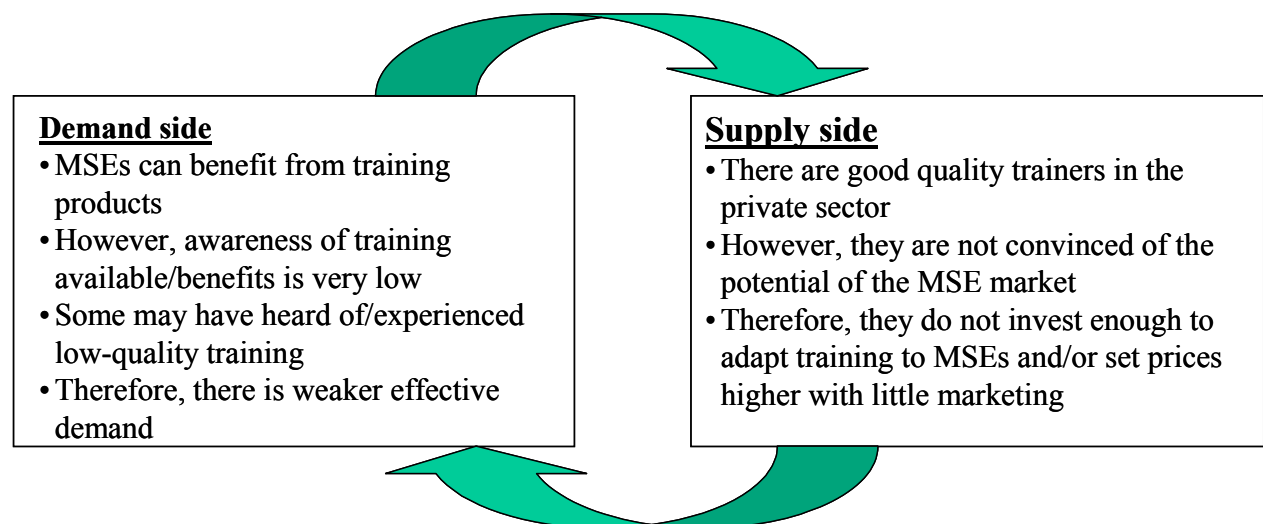 Demand side
• MSEs can benefit from training
products
• However, awareness of training
available/benefits is very low
• Some may have heard of/experienced
low-quality training
• Therefore, there is weaker effective
demand
Supply side
• There are good quality trainers in the
private sector
• However, they are not convinced of the
potential of the MSE market
• Therefore, they do not invest enough to
adapt training to MSEs and/or set prices
higher with little marketing